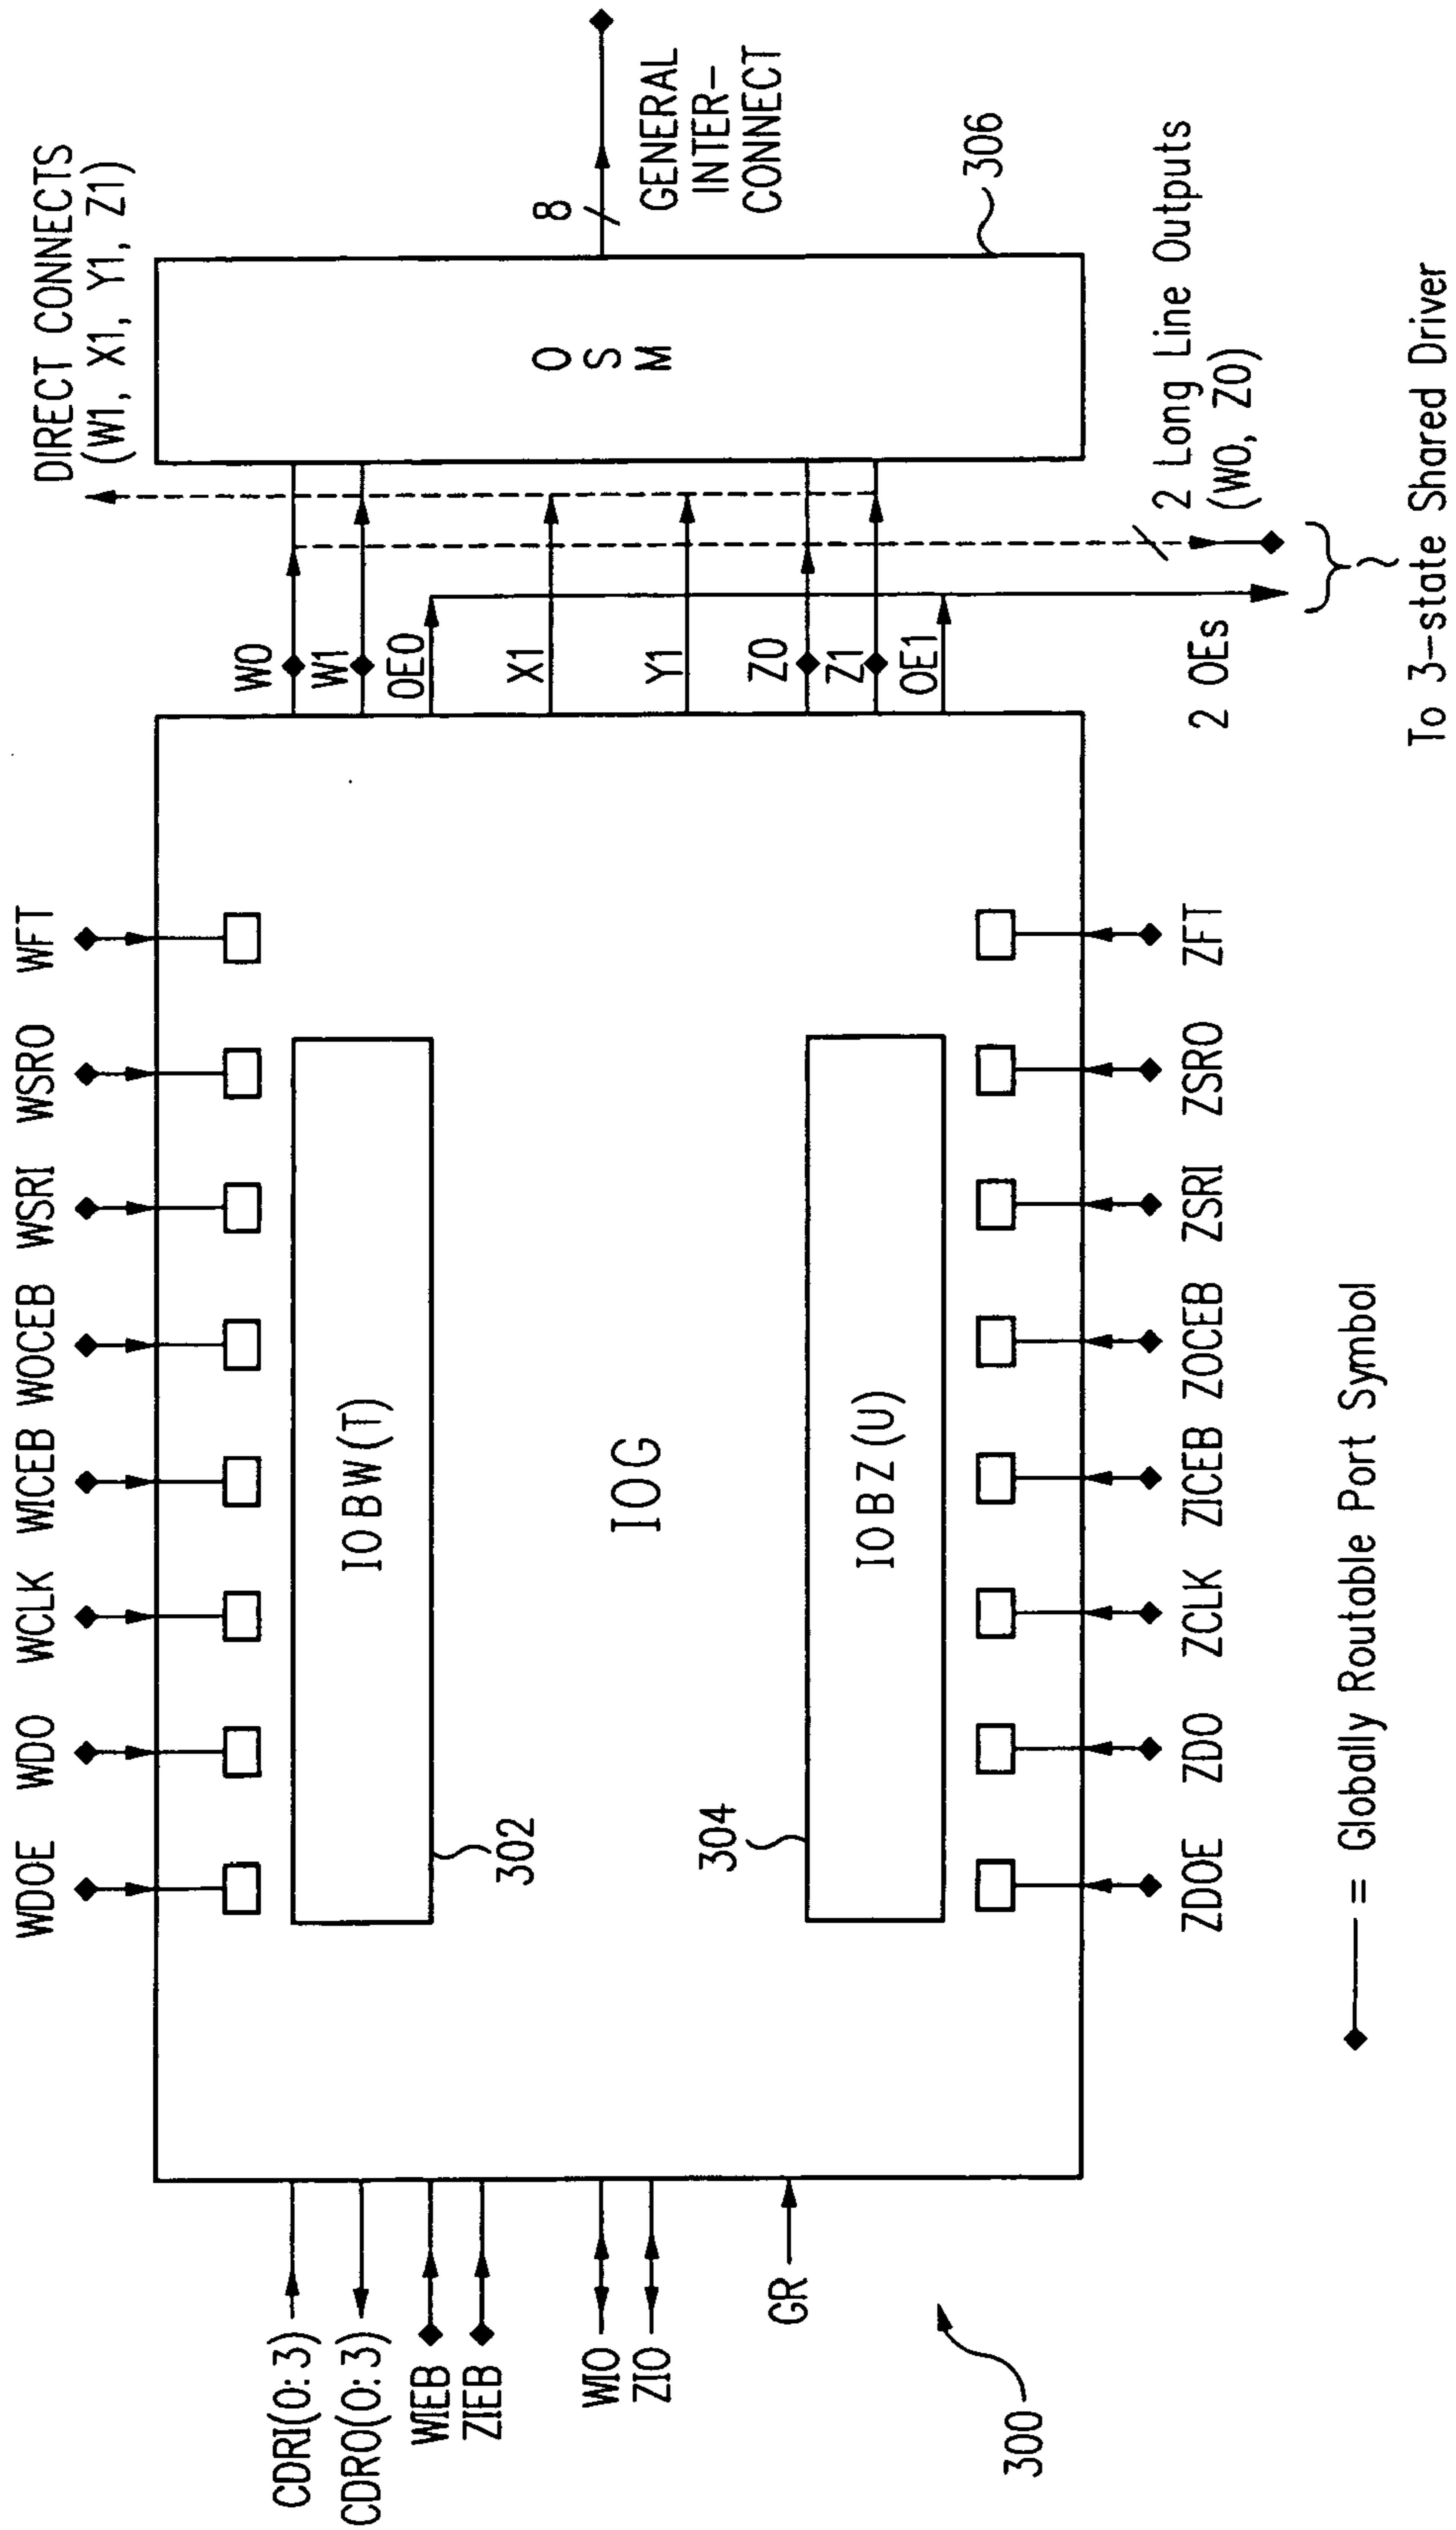 WDOE
WDO
WCLK
WICEB
WOCEB
WSRI
WSRO
WFT
DIRECT CONNECTS
(W1, X1, Y1, Z1)
CDRI(0:3)
CDRO(0:3)
WIEB
ZIEB
WIO
ZIO
GR
300
IOBW(T)
302
IOG
304
IOBZ(U)
W0
W1
OE0
X1
Y1
Z0
Z1
OE1
O
S
M
8
GENERAL
INTER-
CONNECT
306
ZDOE
ZDO
ZCLK
ZICEB
ZOCEB
ZSRI
ZSRO
ZFT
2 OEs
2 Long Line Outputs
(W0, Z0)
= Globally Routable Port Symbol
To 3-state Shared Driver